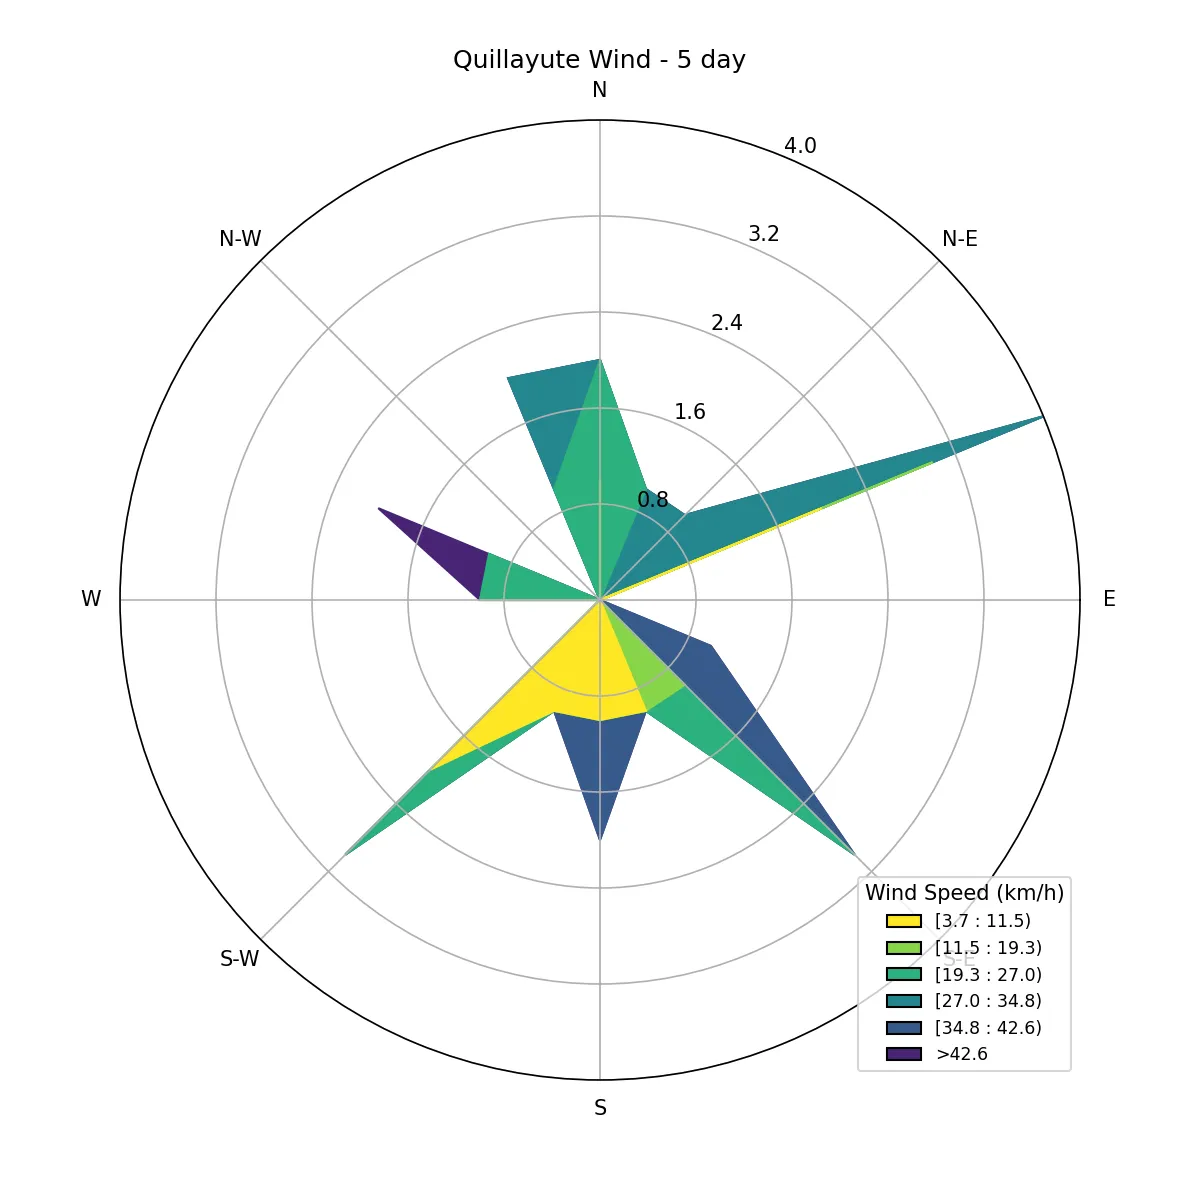 Quillayute Wind - 5 day
N
4.0
N-W
3.2
N-E
2.4
1.6
0.8
W
E
Wind Speed (km/h)
[3.7 : 11.5)
[11.5 : 19.3)
S-W
S-E
[19.3 : 27.0)
[27.0 : 34.8)
[34.8 : 42.6)
>42.6
S